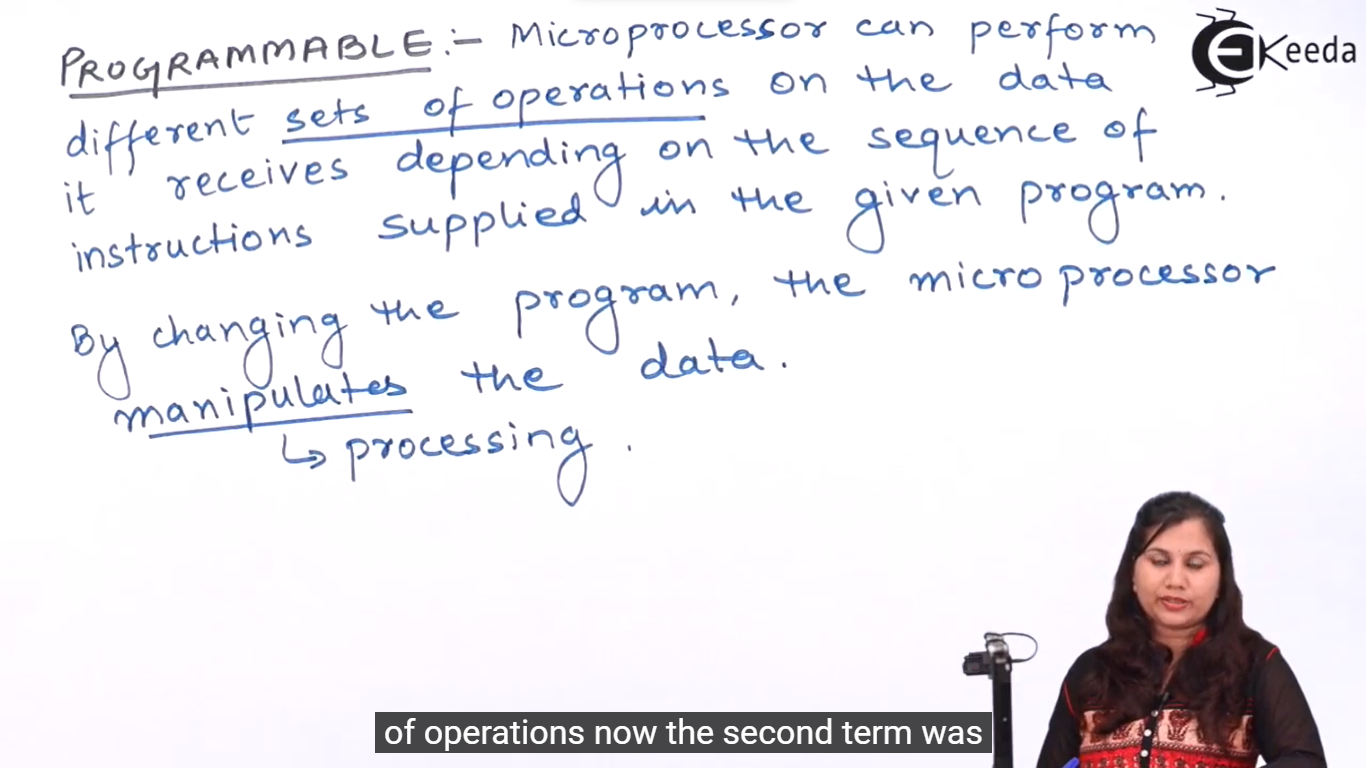 PROGRAMMABLE :- Microprocessor can perform
different sets of operations on the data
it receives depending on the sequence of
instructions supplied in the given program.
By changing the program, the microprocessor
manipulates the data.
↳ processing.
EKeeda
of operations now the second term was